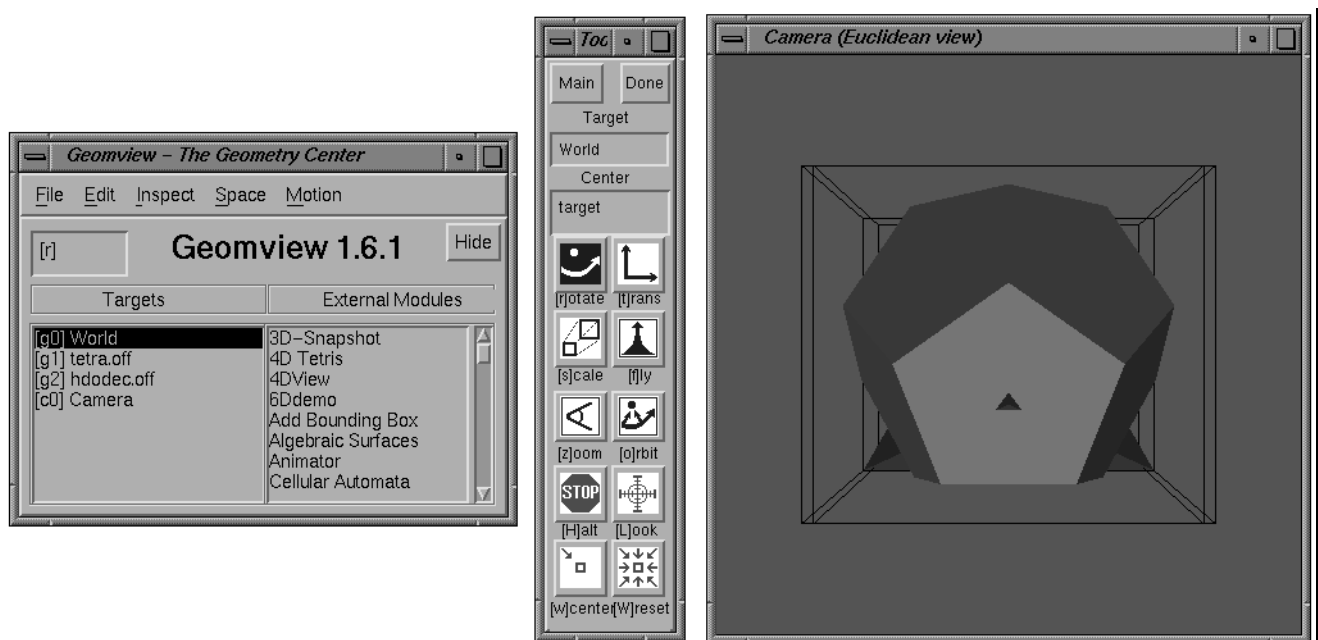 Geomview – The Geometry Center
File Edit Inspect Space Motion
[r] Geomview 1.6.1 Hide
Targets External Modules
[g0] World
[g1] tetra.off
[g2] hdodec.off
[c0] Camera
3D–Snapshot
4D Tetris
4DView
6Ddemo
Add Bounding Box
Algebraic Surfaces
Animator
Cellular Automata
Too
Main Done
Target
World
Center
target
[r]otate [t]rans
[s]cale [f]ly
[z]oom [o]rbit
STOP
[H]alt [L]ook
[w]center [W]reset
Camera (Euclidean view)